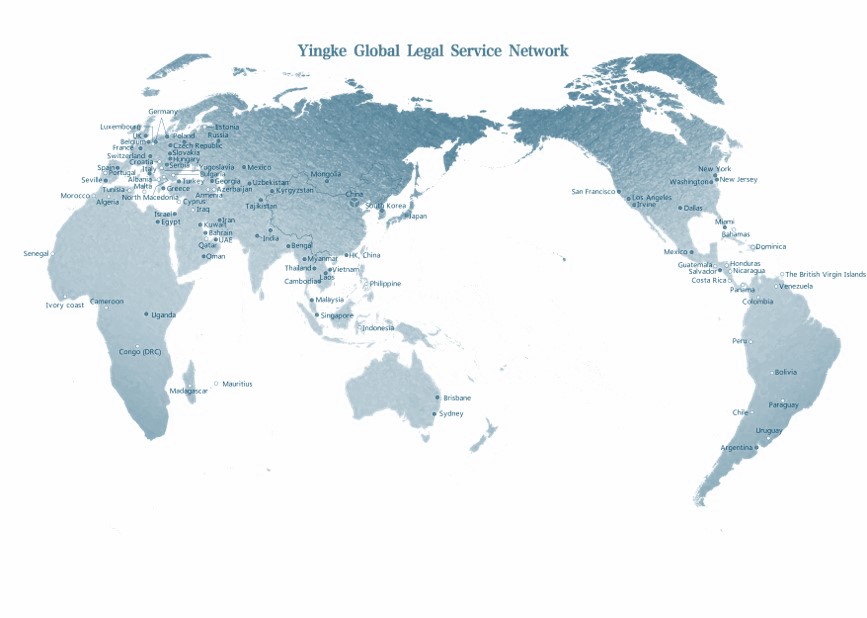 Yingke Global Legal Service Network
Germany
Luxembourg
Estonia
UK
Poland
Russia
Belgium
Czech Republic
France
Slovakia
Switzerland
Hungary
Croatia
Serbia
Spain
Italy
Yugoslavia
Mexico
Portugal
Bulgaria
Mongolia
Seville
Albania
Turkey
Georgia
Uzbekistan
Tunisia
Malta
Greece
Azerbaijan
Kyrgyzstan
Morocco
Algeria
North Macedonia
Armenia
Cyprus
Tajikistan
China
South Korea
Japan
Iraq
Israel
Egypt
Iran
Kuwait
Bahrain
UAE
Qatar
Oman
India
Bengal
HK, China
Myanmar
Thailand
Vietnam
Laos
Cambodia
Philippine
Malaysia
Singapore
Indonesia
Senegal
Ivory coast
Cameroon
Uganda
Congo (DRC)
Madagascar
Mauritius
Brisbane
Sydney
New York
New Jersey
Washington
San Francisco
Los Angeles
Irvine
Dallas
Miami
Bahamas
Mexico
Dominica
Guatemala
Honduras
Salvador
Nicaragua
Costa Rica
Panama
The British Virgin Islands
Venezuela
Colombia
Peru
Bolivia
Paraguay
Chile
Uruguay
Argentina